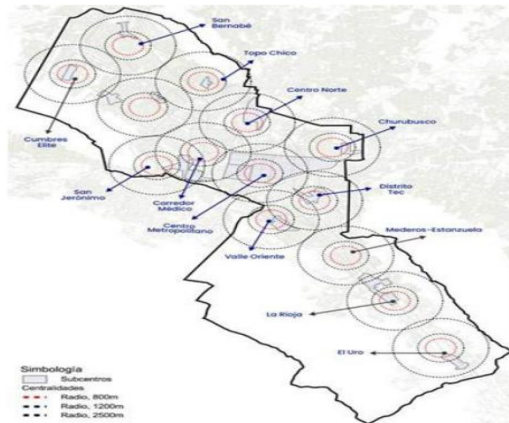 San
Bernabé
Topo Chico
Centro Norte
Churubusco
Cumbres
Elite
San
Jerónimo
Corredor
Médico
Centro
Metropolitano
Valle Oriente
Distrito
Tec
Mederos-Estanzuela
La Rioja
El Uro
Simbología
Subcentros
Centralidades
Radio, 800m
Radio, 1200m
Radio, 2500m